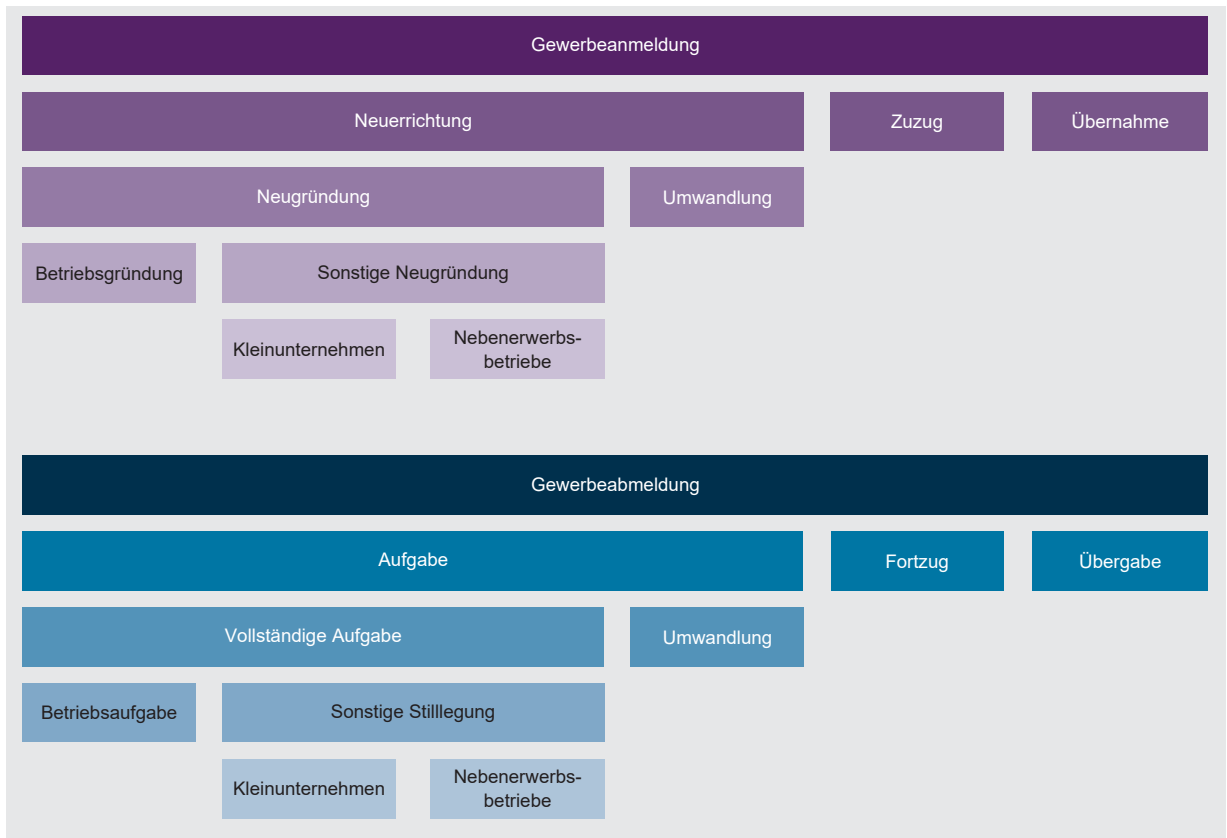 Gewerbeanmeldung
Neuerrichtung
Zuzug
Übernahme
Neugründung
Umwandlung
Betriebsgründung
Sonstige Neugründung
Kleinunternehmen
Nebenerwerbs-
betriebe
Gewerbeabmeldung
Aufgabe
Fortzug
Übergabe
Vollständige Aufgabe
Umwandlung
Betriebsaufgabe
Sonstige Stilllegung
Kleinunternehmen
Nebenerwerbs-
betriebe